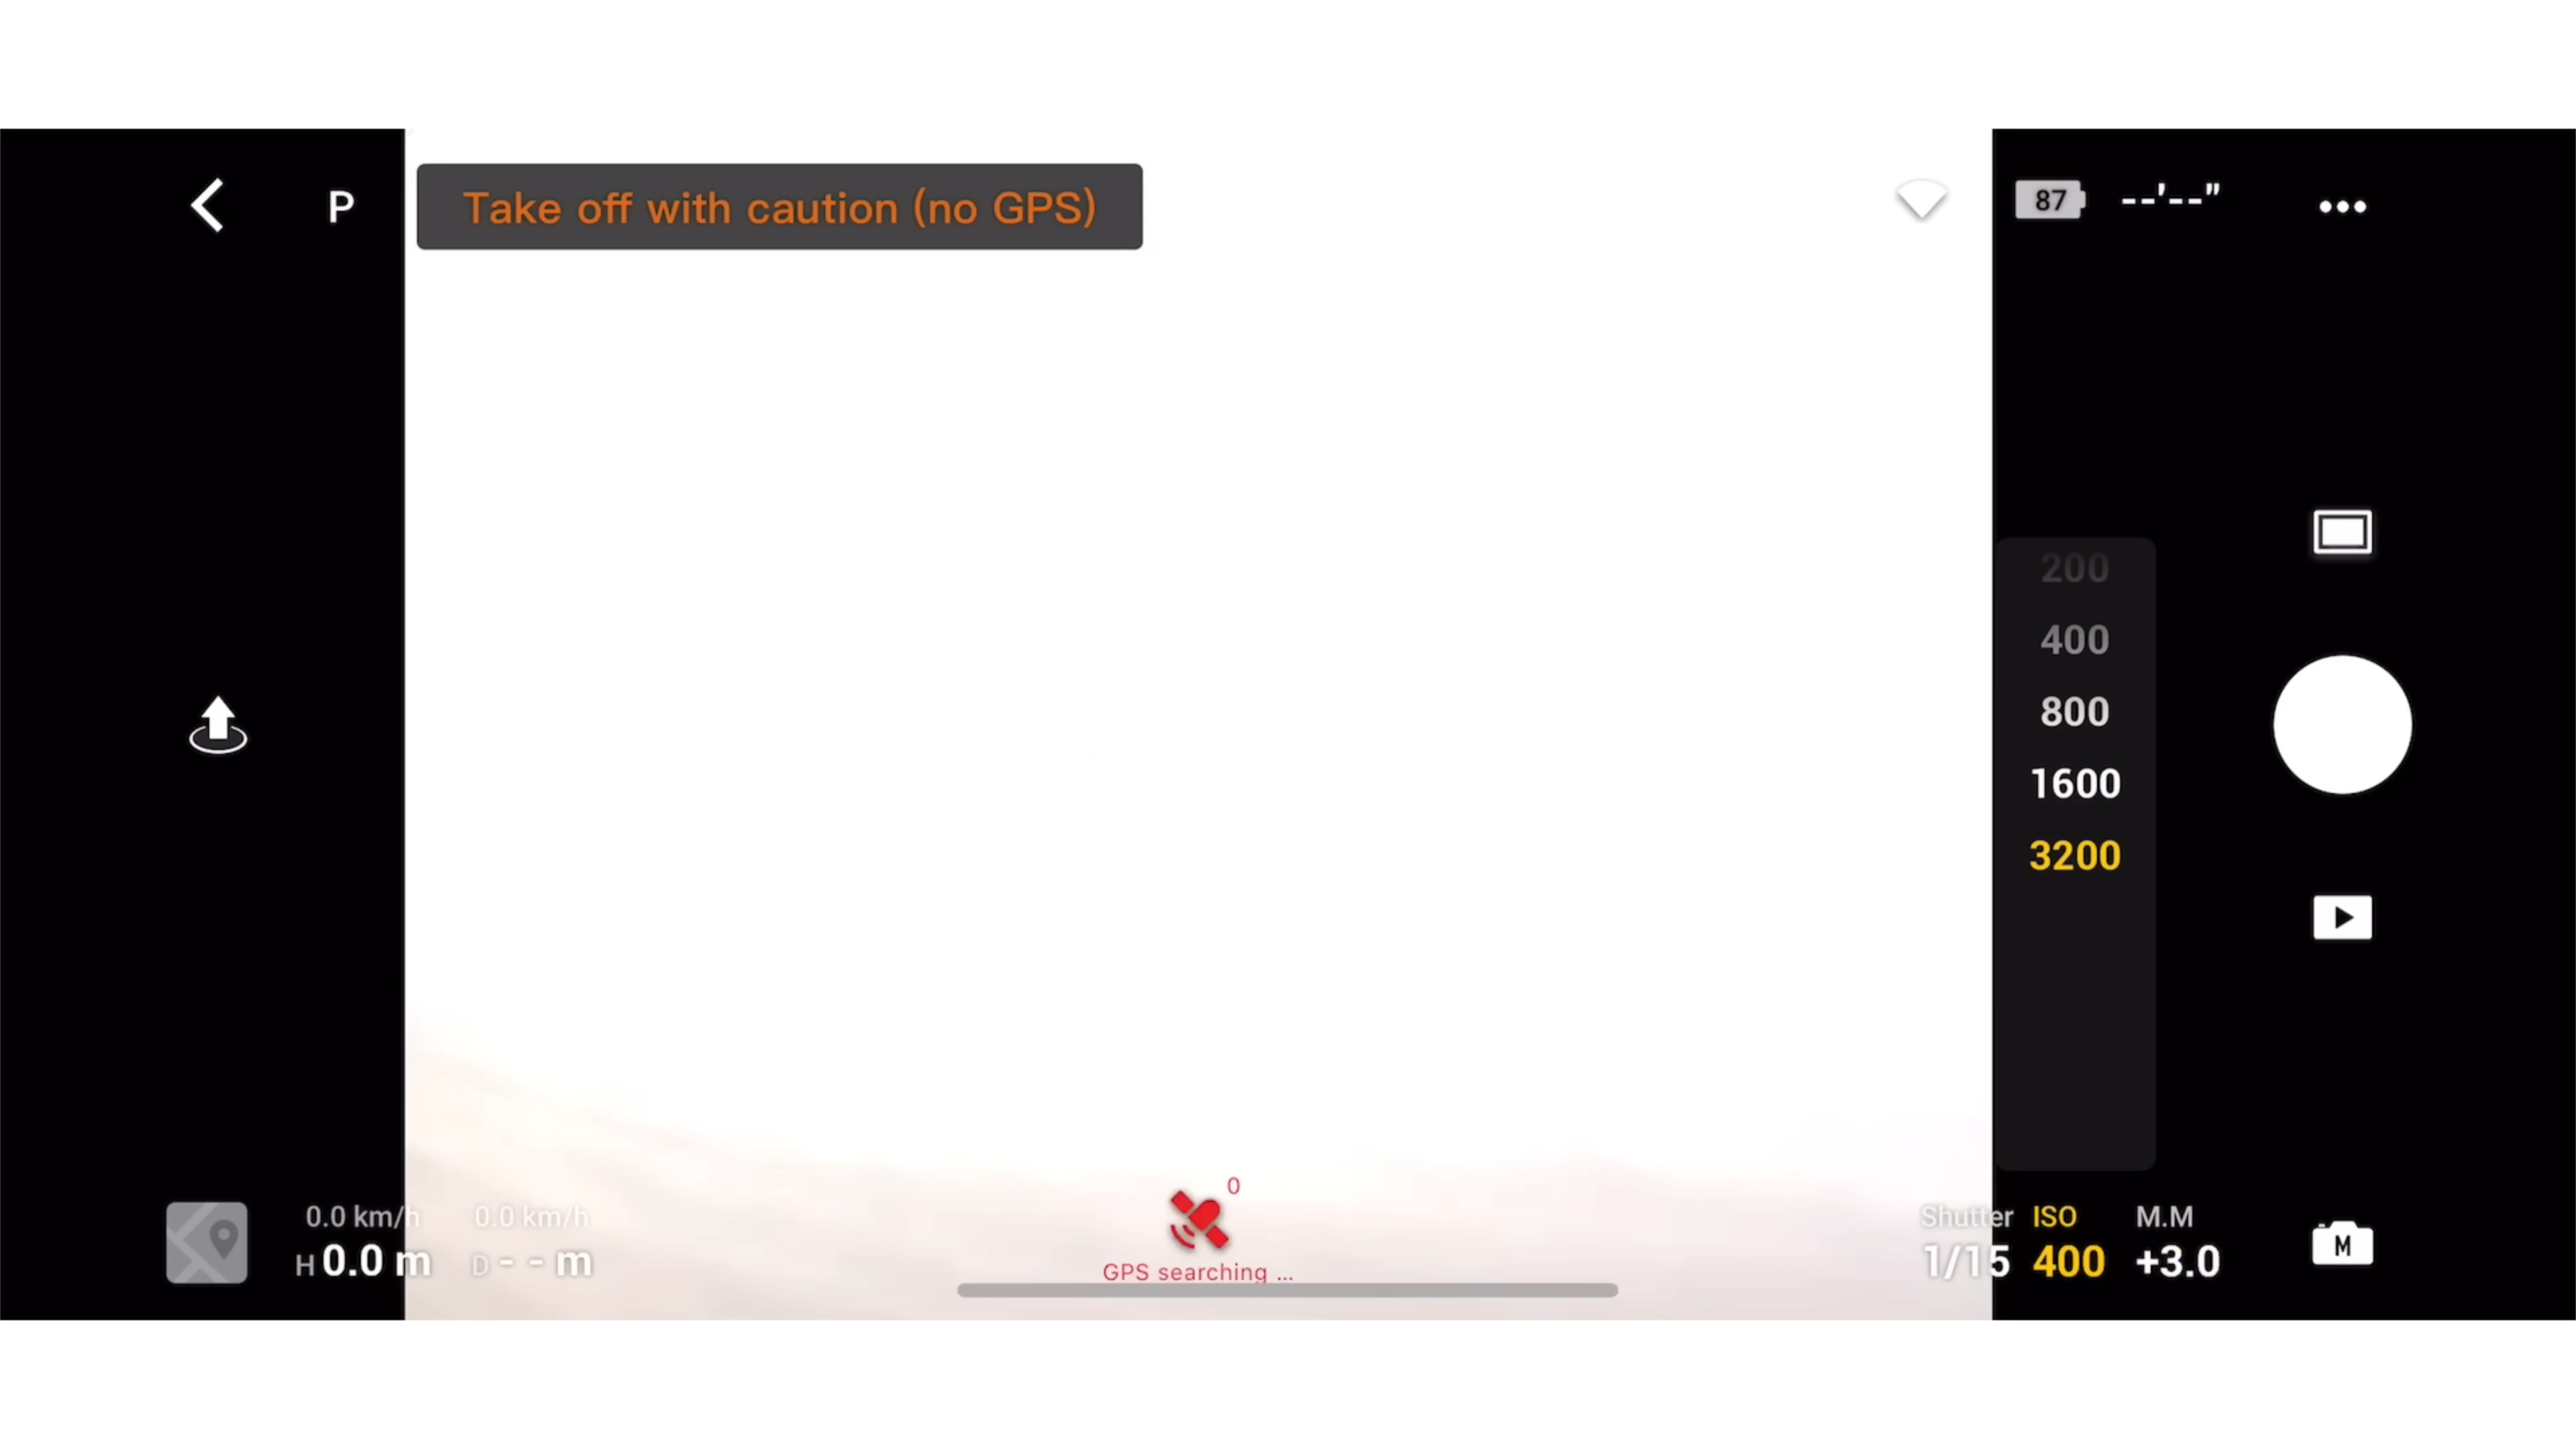 P
Take off with caution (no GPS)
87
--'--"
200
400
800
1600
3200
0
GPS searching ...
0.0 km/h
0.0 km/h
H 0.0 m
D - - m
Shutter ISO M.M
1/15 400 +3.0
M